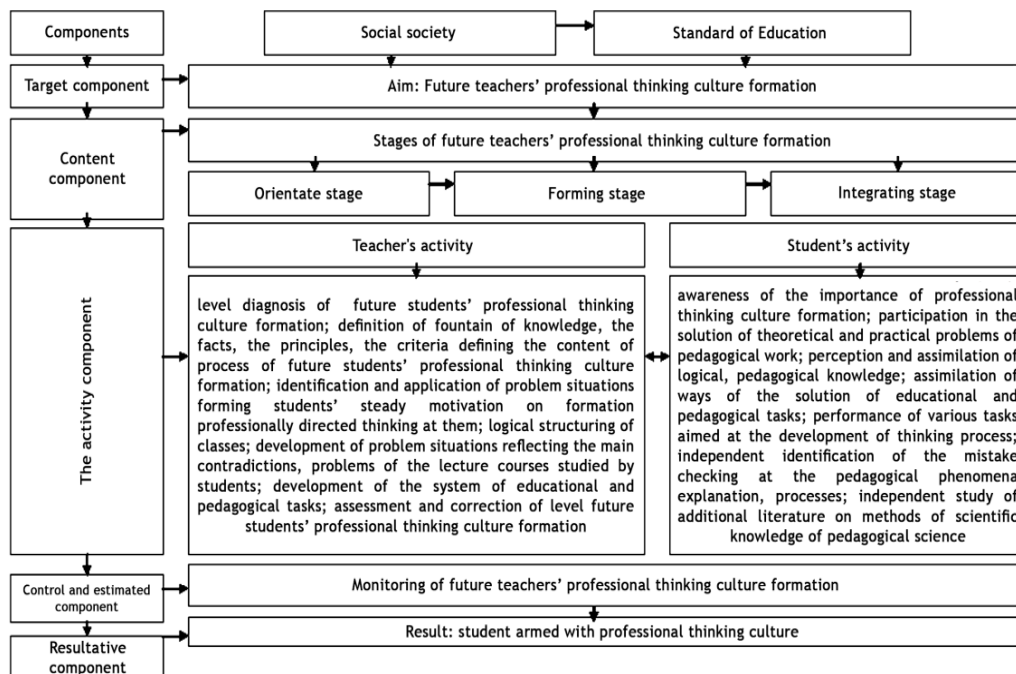 Components
Social society
Standard of Education
Target component
Aim: Future teachers' professional thinking culture formation
Content
component
Stages of future teachers' professional thinking culture formation
Orientate stage
Forming stage
Integrating stage
The activity component
Teacher's activity
level diagnosis of future students' professional thinking
culture formation; definition of fountain of knowledge, the
facts, the principles, the criteria defining the content of
process of future students' professional thinking culture
formation; identification and application of problem situations
forming students' steady motivation on formation
professionally directed thinking at them; logical structuring of
classes; development of problem situations reflecting the main
contradictions, problems of the lecture courses studied by
students; development of the system of educational and
pedagogical tasks; assessment and correction of level future
students' professional thinking culture formation
Student's activity
awareness of the importance of professional
thinking culture formation; participation in the
solution of theoretical and practical problems of
pedagogical work; perception and assimilation of
logical, pedagogical knowledge; assimilation of
ways of the solution of educational and
pedagogical tasks; performance of various tasks
aimed at the development of thinking process;
independent identification of the mistake
checking at the pedagogical phenomena
explanation, processes; independent study of
additional literature on methods of scientific
knowledge of pedagogical science
Control and estimated
component
Monitoring of future teachers' professional thinking culture formation
Resultative
component
Result: student armed with professional thinking culture